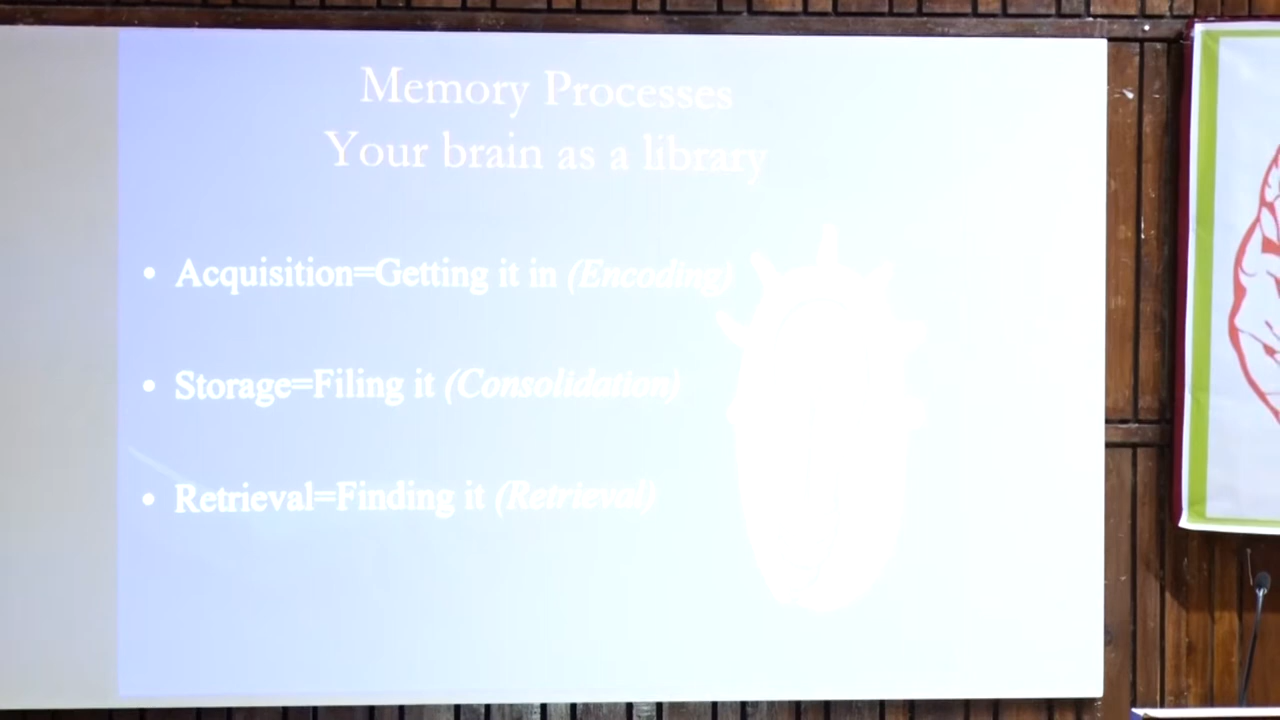 Memory Processes
Your brain as a library
• Acquisition=Getting it in (Encoding)
• Storage=Filing it (Consolidation)
• Retrieval=Finding it (Retrieval)